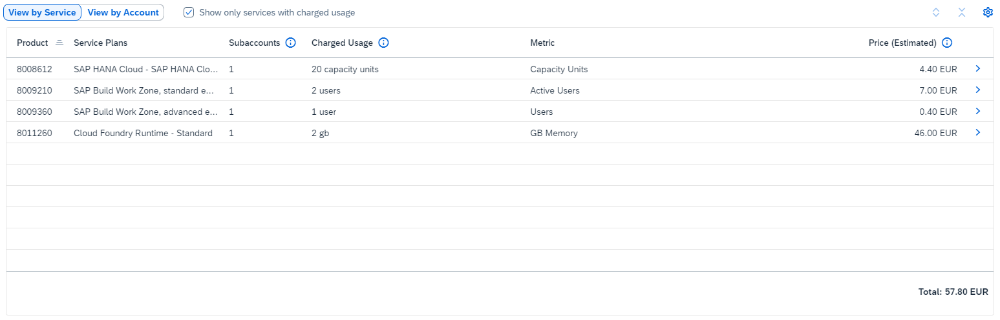 View by Service View by Account Show only services with charged usage
Product Service Plans Subaccounts Charged Usage Metric Price (Estimated)
8008612 SAP HANA Cloud - SAP HANA Clo... 1 20 capacity units Capacity Units 4.40 EUR
8009210 SAP Build Work Zone, standard e... 1 2 users Active Users 7.00 EUR
8009360 SAP Build Work Zone, advanced e... 1 1 user Users 0.40 EUR
8011260 Cloud Foundry Runtime - Standard 1 2 gb GB Memory 46.00 EUR
Total: 57.80 EUR